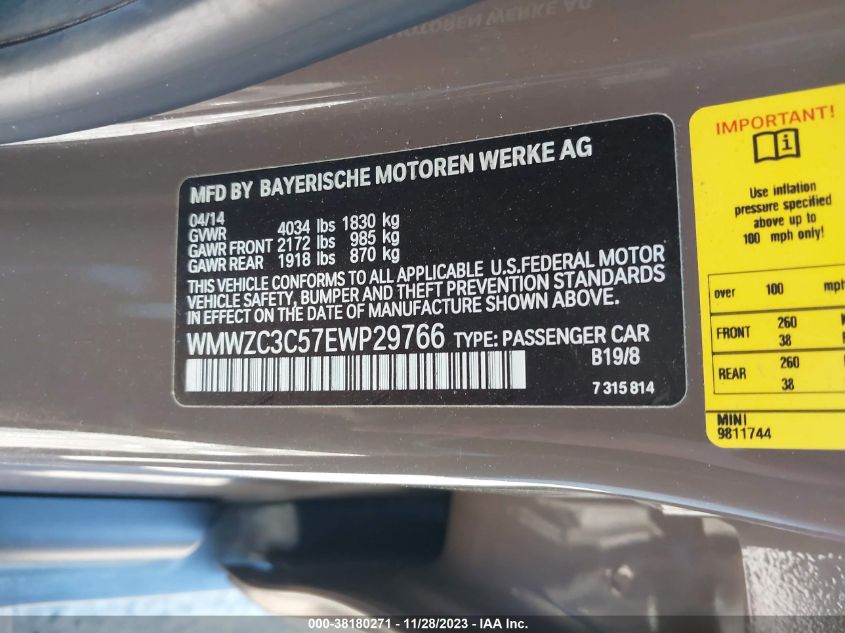 MFD BY BAYERISCHE MOTOREN WERKE AG
04/14
GVWR 4034 lbs 1830 kg
GAWR FRONT 2172 lbs 985 kg
GAWR REAR 1918 lbs 870 kg
THIS VEHICLE CONFORMS TO ALL APPLICABLE U.S.FEDERAL MOTOR
VEHICLE SAFETY, BUMPER AND THEFT PREVENTION STANDARDS
IN EFFECT ON THE DATE OF MANUFACTURE SHOWN ABOVE.
WMWZC3C57EWP29766 TYPE: PASSENGER CAR
B19/8
7 315 814
IMPORTANT!
i
Use inflation
pressure specified
above up to
100 mph only!
over 100 mph
FRONT 260
38
REAR 260
38
MINI
9811744
000-38180271 - 11/28/2023 - IMA...Inc.